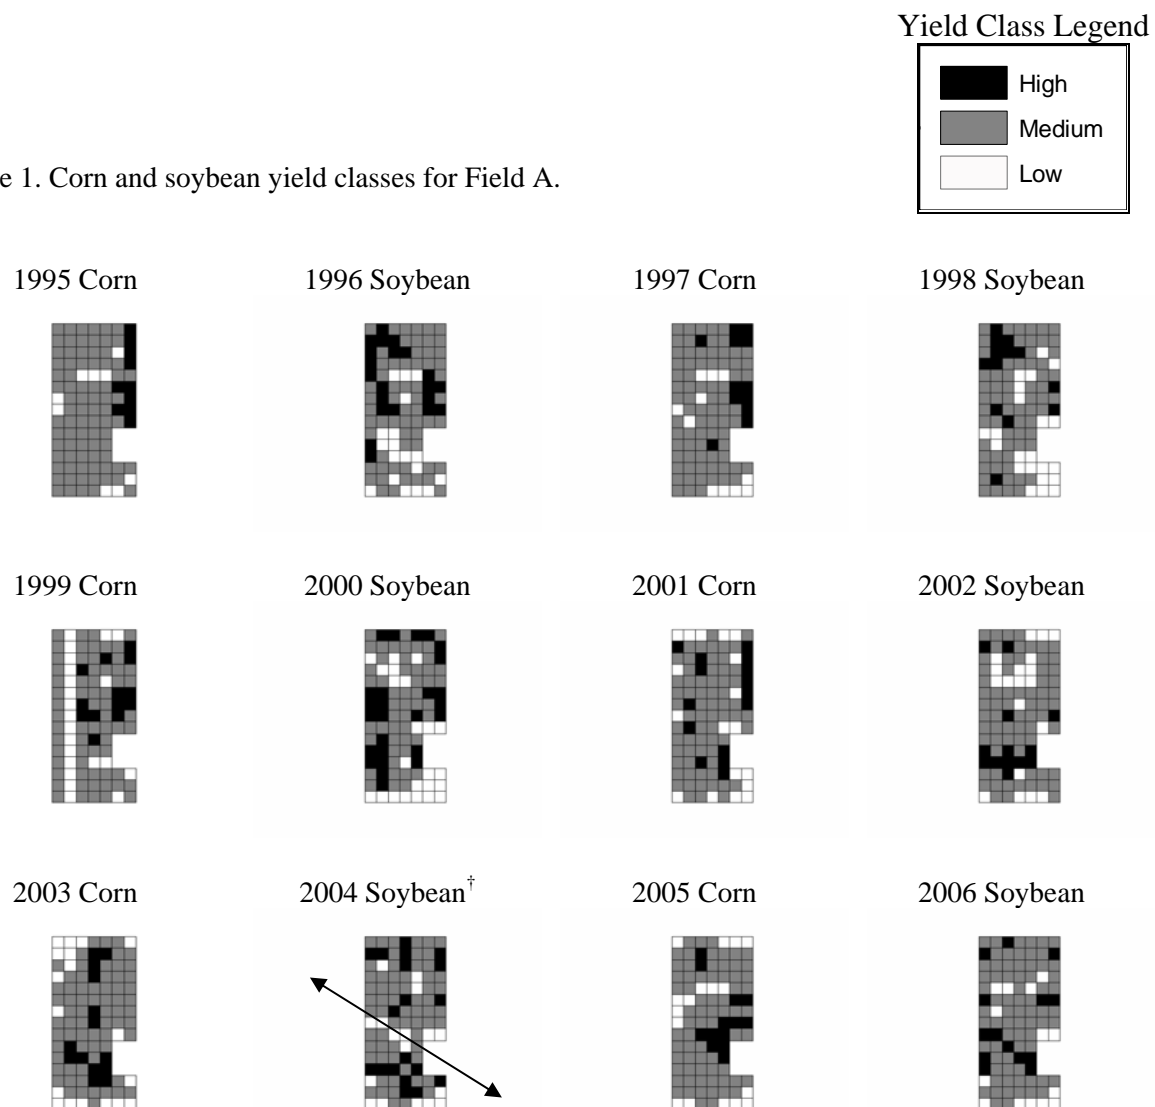 Yield Class Legend
High
Medium
Low
e 1. Corn and soybean yield classes for Field A.
1995 Corn 1996 Soybean 1997 Corn 1998 Soybean
1999 Corn 2000 Soybean 2001 Corn 2002 Soybean
2003 Corn 2004 Soybean† 2005 Corn 2006 Soybean